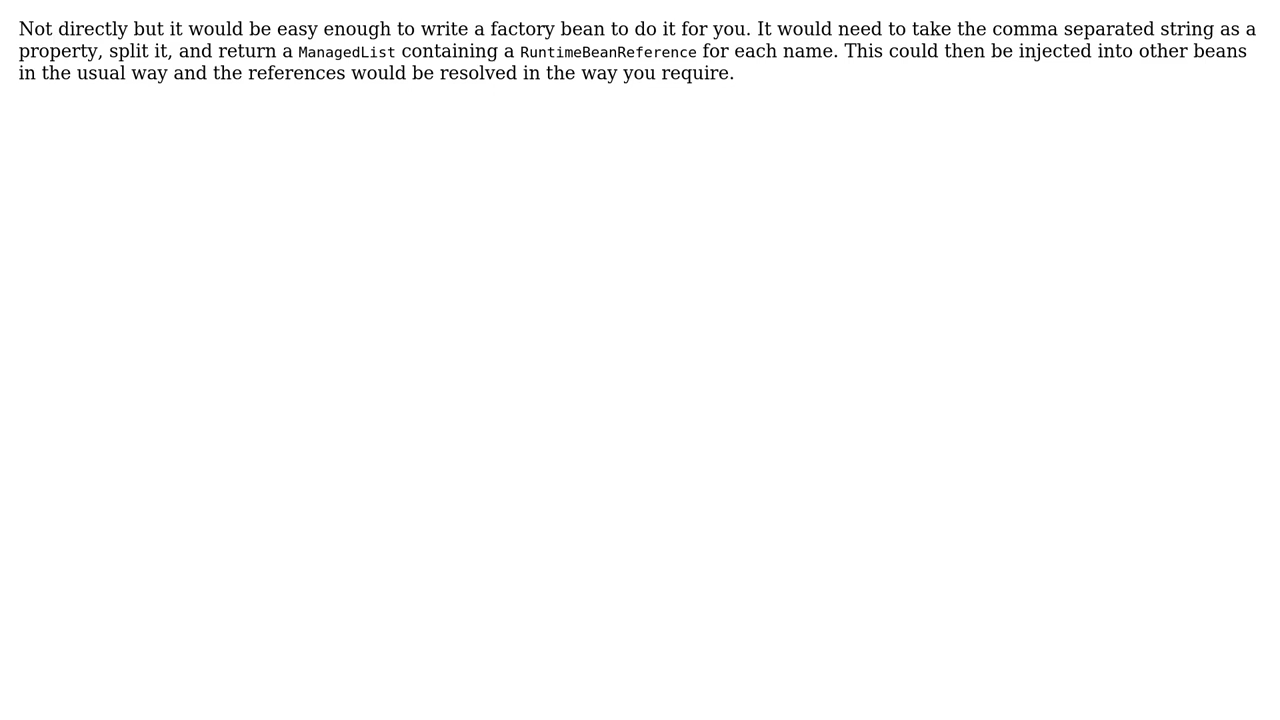 Not directly but it would be easy enough to write a factory bean to do it for you. It would need to take the comma separated string as a
property, split it, and return a ManagedList containing a RuntimeBeanReference for each name. This could then be injected into other beans
in the usual way and the references would be resolved in the way you require.